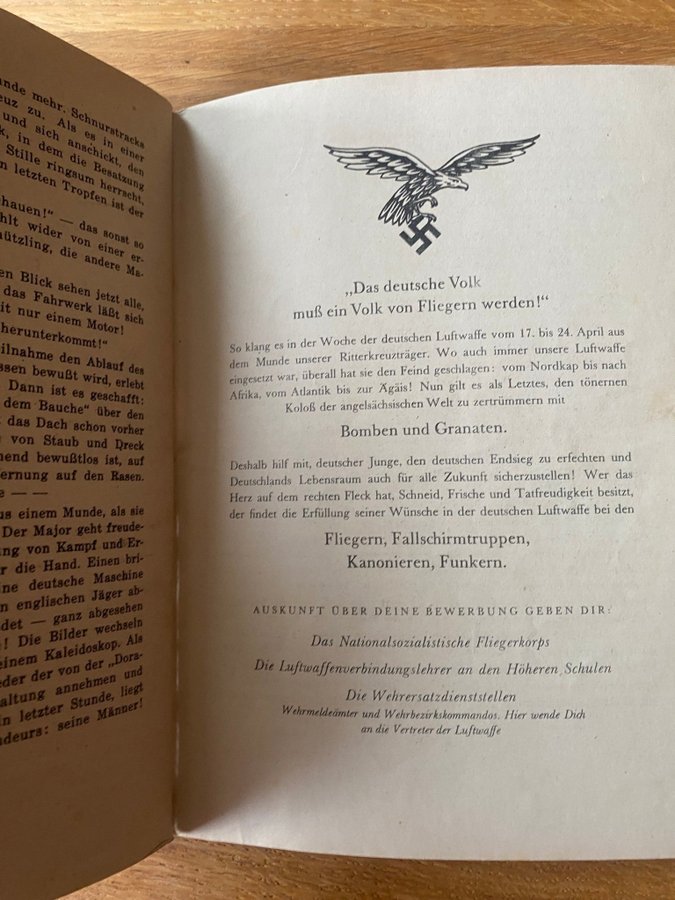 ande mehr. Schnurstracks
euz zu. Als es in einer
und sich anschickt, den
k, in dem die Besatzung
Stille ringsum herrscht,
n letzten Tropfen ist der
hauen!“ — das sonst so
hlt wider von einer er-
nützling, die andere Ma-
en Blick sehen jetzt alle,
das Fahrwerk läßt sich
it nur einem Motor!
herunterkommt!“
eilnahme den Ablauf des
ssen bewußt wird, erlebt
Dann ist es geschafft:
dem Bauche“ über den
das Dach schon vorher
von Staub und Dreck
hend bewußtlos ist, auf
fernung auf den Rasen.
e — —
us einem Munde, als sie
Der Major geht freude-
ung von Kampf und Er-
r die Hand. Einen bri-
ine deutsche Maschine
n englischen Jäger ab-
det — ganz abgesehen
! Die Bilder wechseln
einem Kaleidoskop. Als
eder der von der „Dora-
altung annehmen und
in letzter Stunde, liegt
deurs: seine Männer!
„Das deutsche Volk
muß ein Volk von Fliegern werden!“
So klang es in der Woche der deutschen Luftwaffe vom 17. bis 24. April aus
dem Munde unserer Ritterkreuzträger. Wo auch immer unsere Luftwaffe
eingesetzt war, überall hat sie den Feind geschlagen: vom Nordkap bis nach
Afrika, vom Atlantik bis zur Ägäis! Nun gilt es als Letztes, den tönernen
Koloß der angelsächsischen Welt zu zertrümmern mit
Bomben und Granaten.
Deshalb hilf mit, deutscher Junge, den deutschen Endsieg zu erfechten und
Deutschlands Lebensraum auch für alle Zukunft sicherzustellen! Wer das
Herz auf dem rechten Fleck hat, Schneid, Frische und Tatfreudigkeit besitzt,
der findet die Erfüllung seiner Wünsche in der deutschen Luftwaffe bei den
Fliegern, Fallschirmtruppen,
Kanonieren, Funkern.
AUSKUNFT ÜBER DEINE BEWERBUNG GEBEN DIR:
Das Nationalsozialistische Fliegerkorps
Die Luftwaffenverbindungslehrer an den Höheren Schulen
Die Wehrersatzdienststellen
Wehrmeldeämter und Wehrbezirkskommandos. Hier wende Dich
an die Vertreter der Luftwaffe